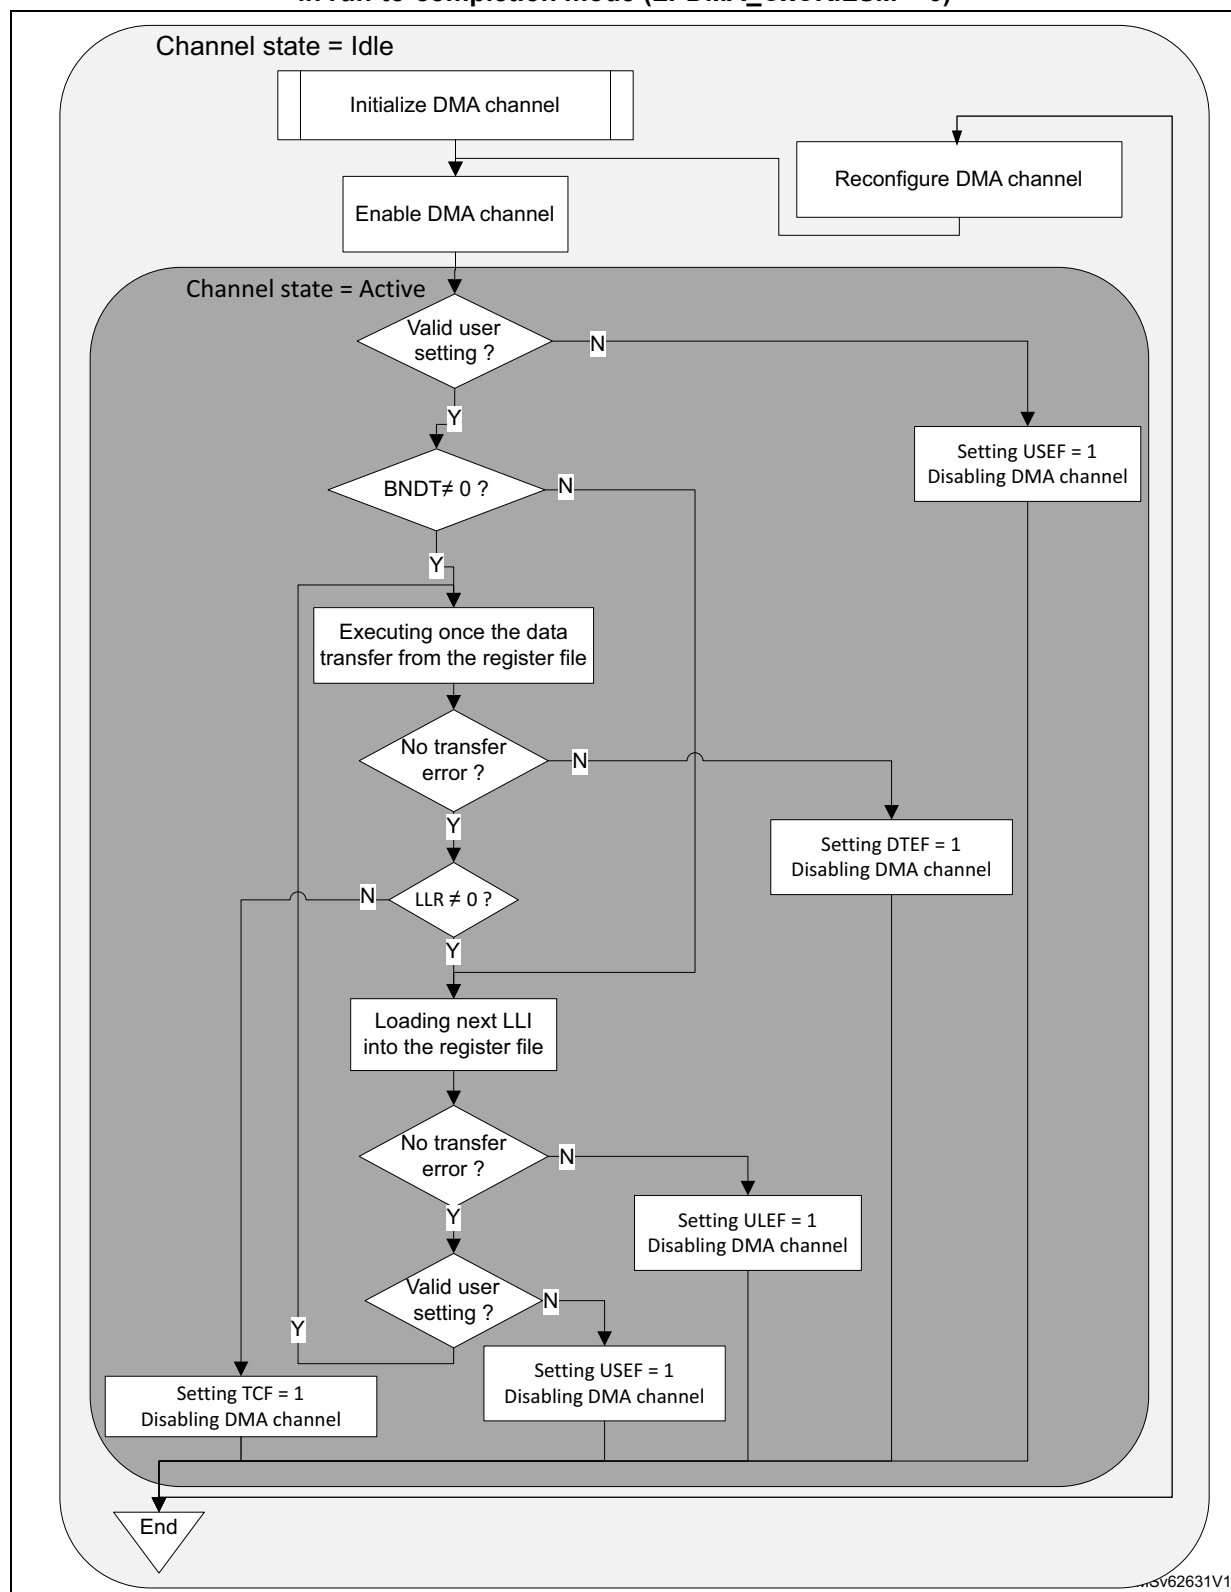 Channel state = Idle
Initialize DMA channel
Reconfigure DMA channel
Enable DMA channel
Channel state = Active
Valid user
setting ?
N
Y
Setting USEF = 1
Disabling DMA channel
BNDT≠ 0 ?
N
Y
Executing once the data
transfer from the register file
No transfer
error ?
N
Y
Setting DTEF = 1
Disabling DMA channel
LLR ≠ 0 ?
N
Y
Loading next LLI
into the register file
No transfer
error ?
N
Y
Setting ULEF = 1
Disabling DMA channel
Valid user
setting ?
N
Y
Setting USEF = 1
Disabling DMA channel
Setting TCF = 1
Disabling DMA channel
End